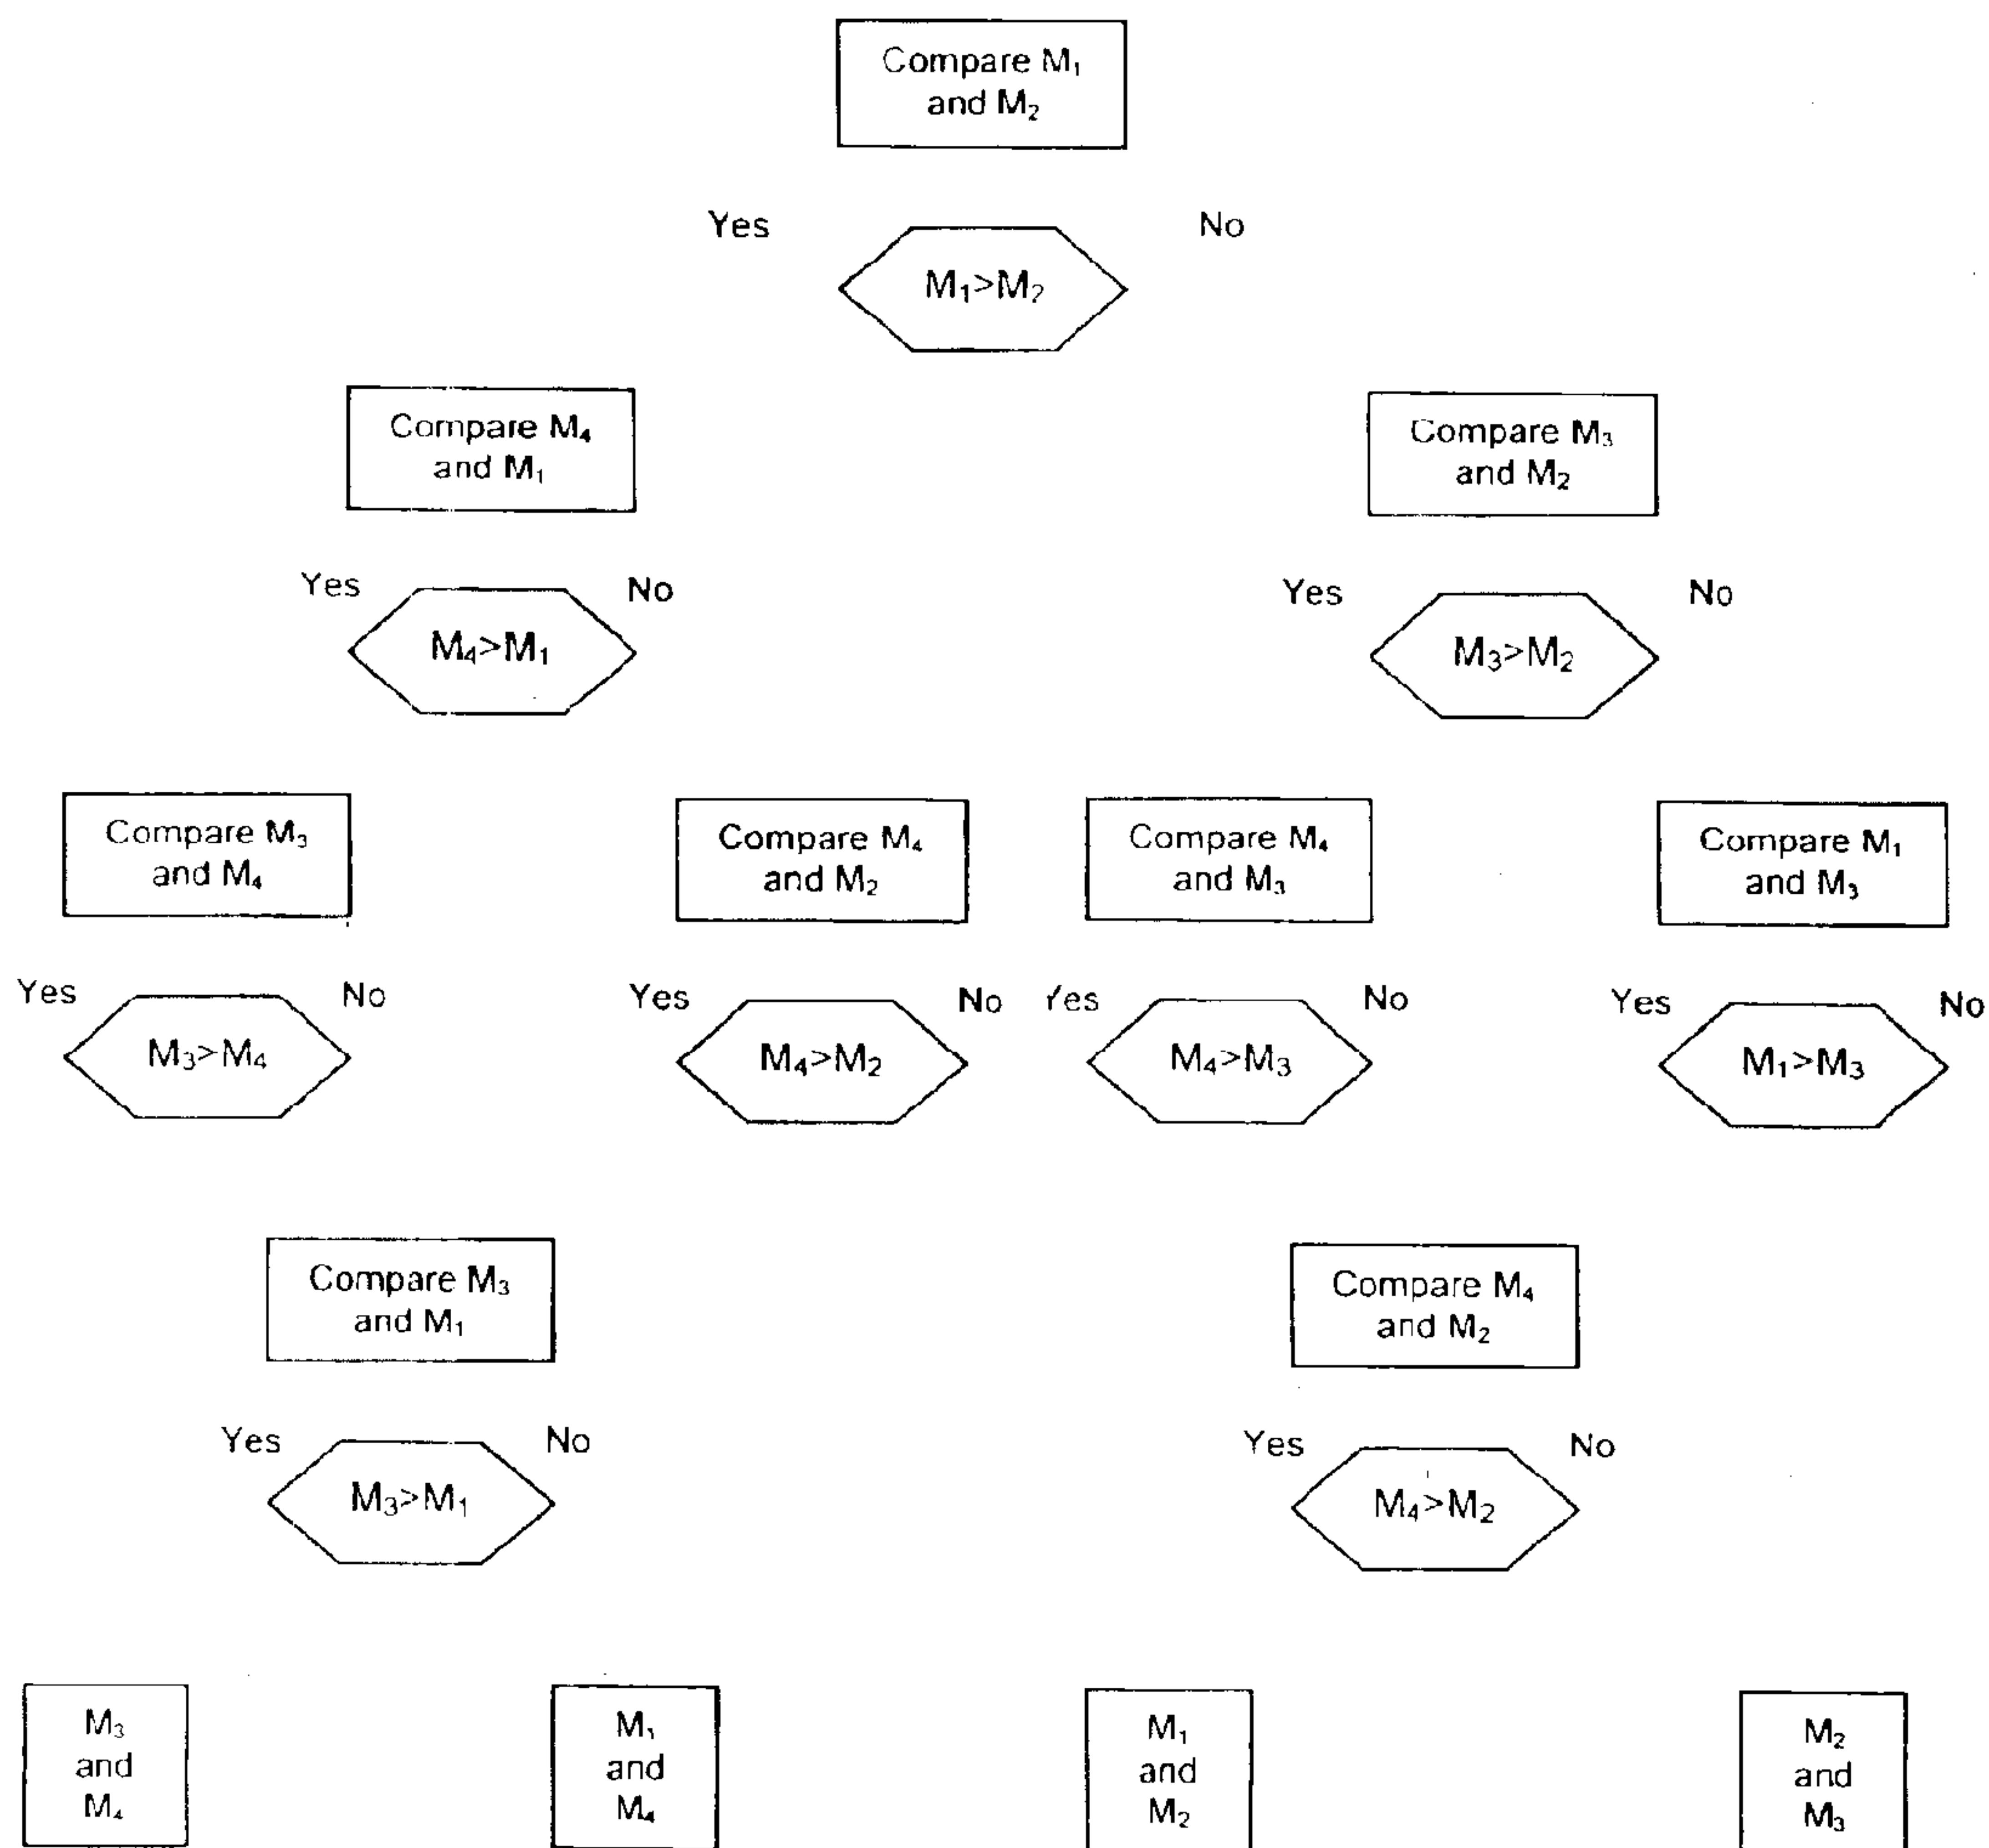 Compare M₁
and M₂
Yes
No
M₁>M₂
Compare M₄
and M₁
Compare M₃
and M₂
Yes
No
M₄>M₁
Yes
No
M₃>M₂
Compare M₃
and M₄
Compare M₄
and M₂
Compare M₄
and M₃
Compare M₁
and M₃
Yes
No
M₃>M₄
Yes
No
M₄>M₂
Yes
No
M₄>M₃
Yes
No
M₁>M₃
Compare M₃
and M₁
Compare M₄
and M₂
Yes
No
M₃>M₁
Yes
No
M₄>M₂
M₃
and
M₄
M₁
and
M₄
M₁
and
M₂
M₂
and
M₃